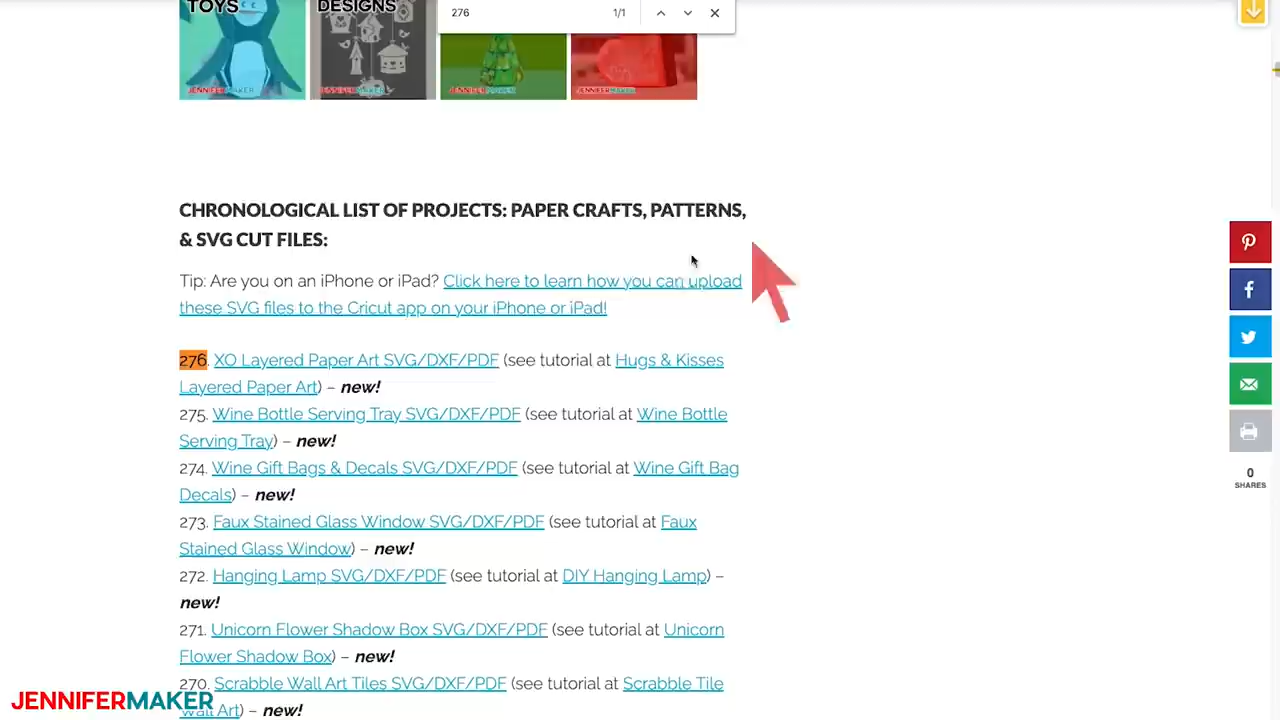 TOYS
DESIGNS
276
1/1
JENNIFERMAKER
JENNIFERMAKER
JENNIFERMAKER
JENNIFERMAKER
CHRONOLOGICAL LIST OF PROJECTS: PAPER CRAFTS, PATTERNS,
& SVG CUT FILES:
Tip: Are you on an iPhone or iPad? Click here to learn how you can upload
these SVG files to the Cricut app on your iPhone or iPad!
276. XO Layered Paper Art SVG/DXF/PDF (see tutorial at Hugs & Kisses
Layered Paper Art) – new!
275. Wine Bottle Serving Tray SVG/DXF/PDF (see tutorial at Wine Bottle
Serving Tray) – new!
274. Wine Gift Bags & Decals SVG/DXF/PDF (see tutorial at Wine Gift Bag
Decals) – new!
273. Faux Stained Glass Window SVG/DXF/PDF (see tutorial at Faux
Stained Glass Window) – new!
272. Hanging Lamp SVG/DXF/PDF (see tutorial at DIY Hanging Lamp) –
new!
271. Unicorn Flower Shadow Box SVG/DXF/PDF (see tutorial at Unicorn
Flower Shadow Box) – new!
270. Scrabble Wall Art Tiles SVG/DXF/PDF (see tutorial at Scrabble Tile
Wall Art) – new!
0
SHARES
JENNIFERMAKER